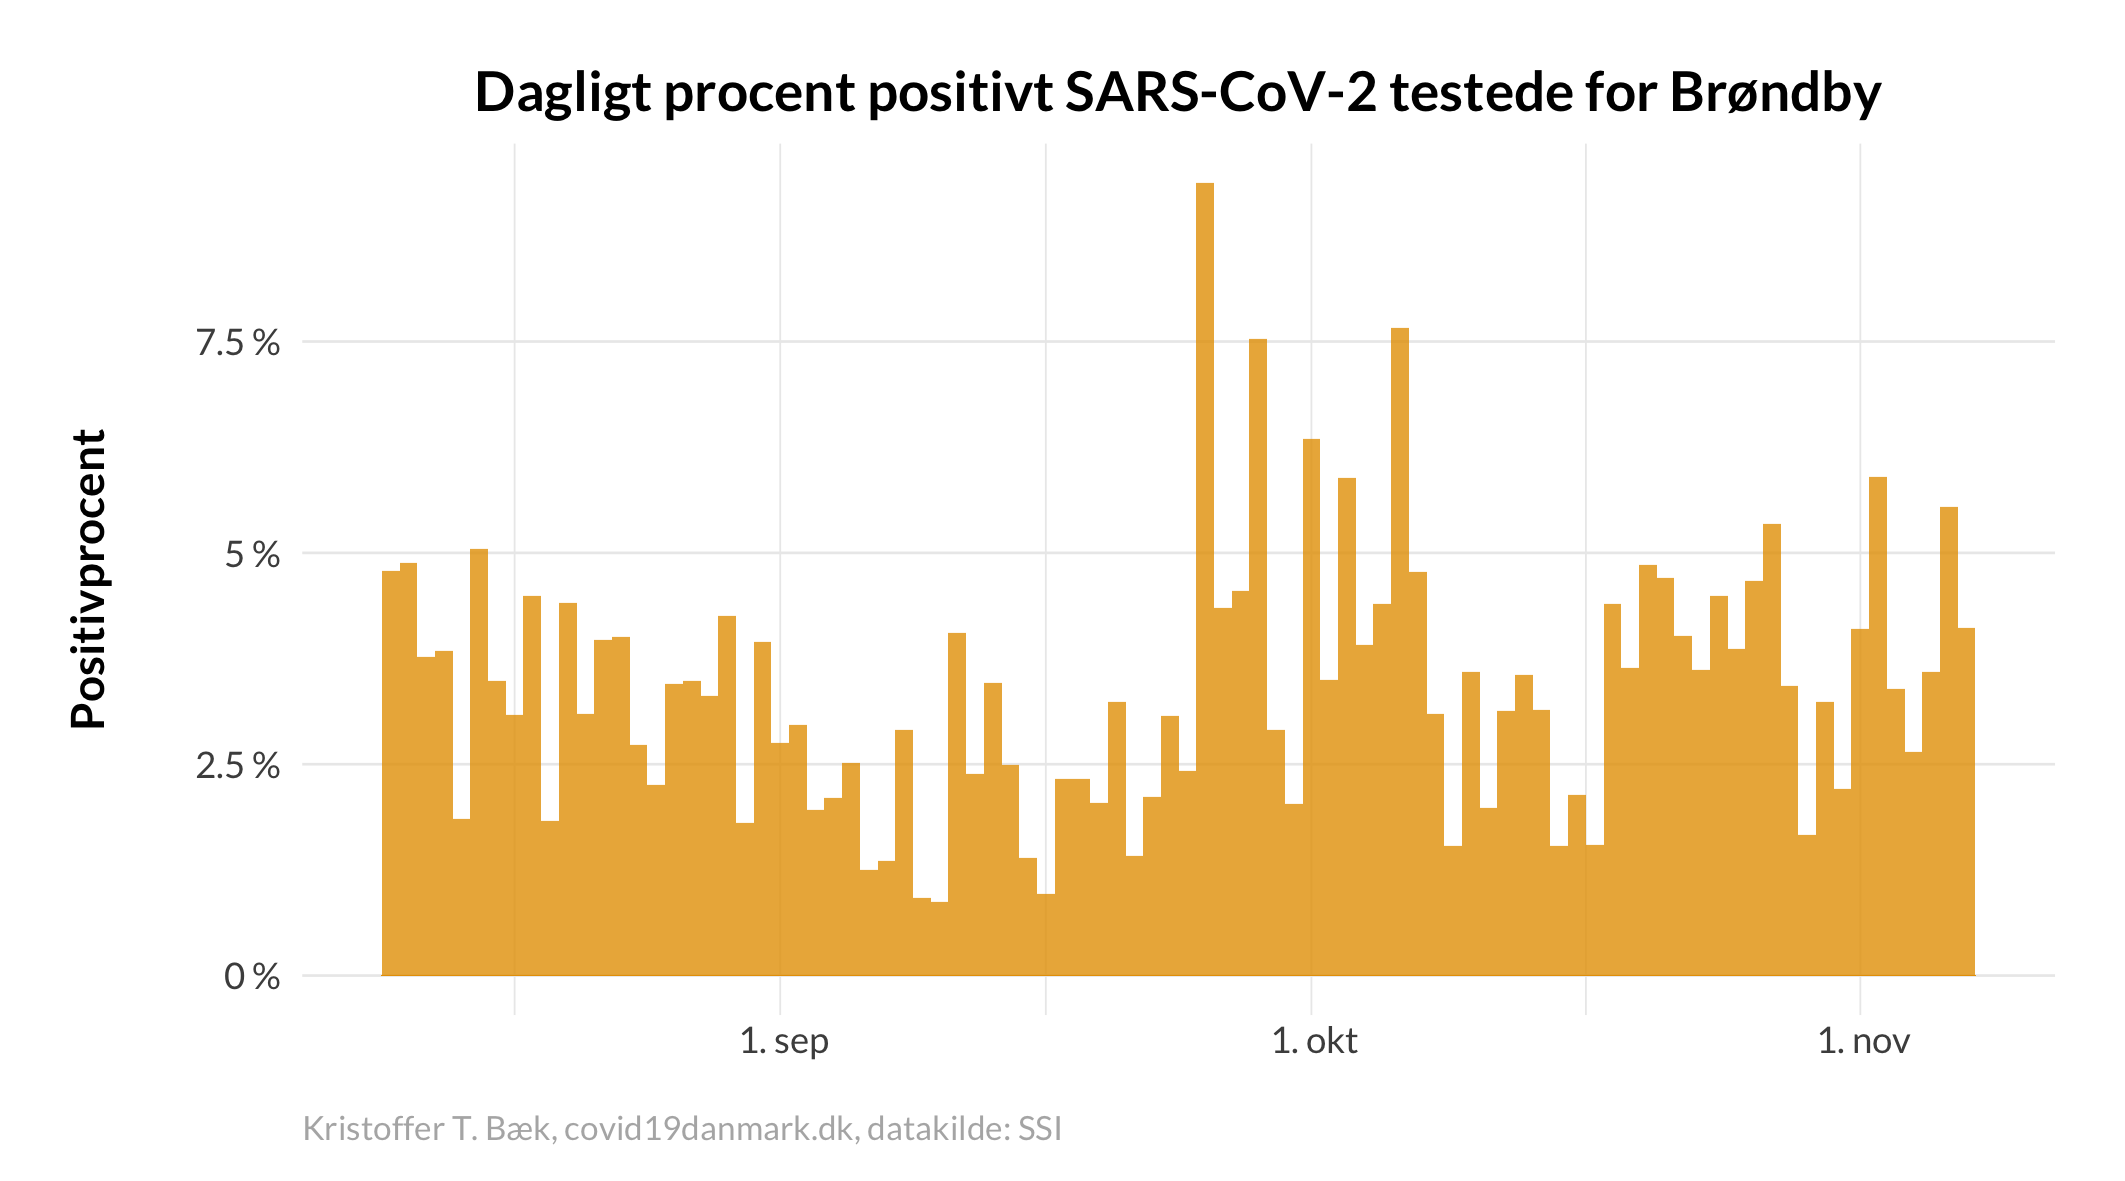 Dagligt procent positivt SARS-CoV-2 testede for Brøndby
Positivprocent
7.5 %
5 %
2.5 %
0 %
1. sep
1. okt
1. nov
Kristoffer T. Bæk, covid19danmark.dk, datakilde: SSI